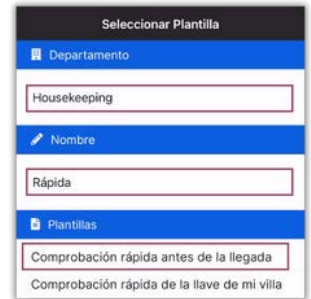 Seleccionar Plantilla
Departamento
Housekeeping
Nombre
Rápida
Plantillas
Comprobación rápida antes de la llegada
Comprobación rápida de la llave de mi villa